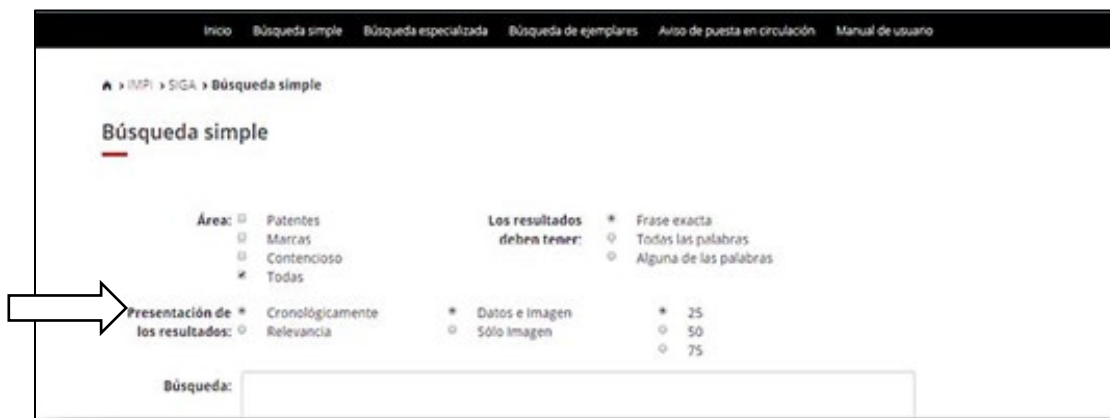 Inicio Búsqueda simple Búsqueda especializada Búsqueda de ejemplares Aviso de puesta en circulación Manual de usuario
> IMPI > SIGA > Búsqueda simple
Búsqueda simple
Área: Patentes
Marcas
Contencioso
Todas
Los resultados deben tener: Frase exacta
Todas las palabras
Alguna de las palabras
Presentación de los resultados: Cronológicamente Datos e Imagen 25
Relevancia Sólo Imagen 50
75
Búsqueda: